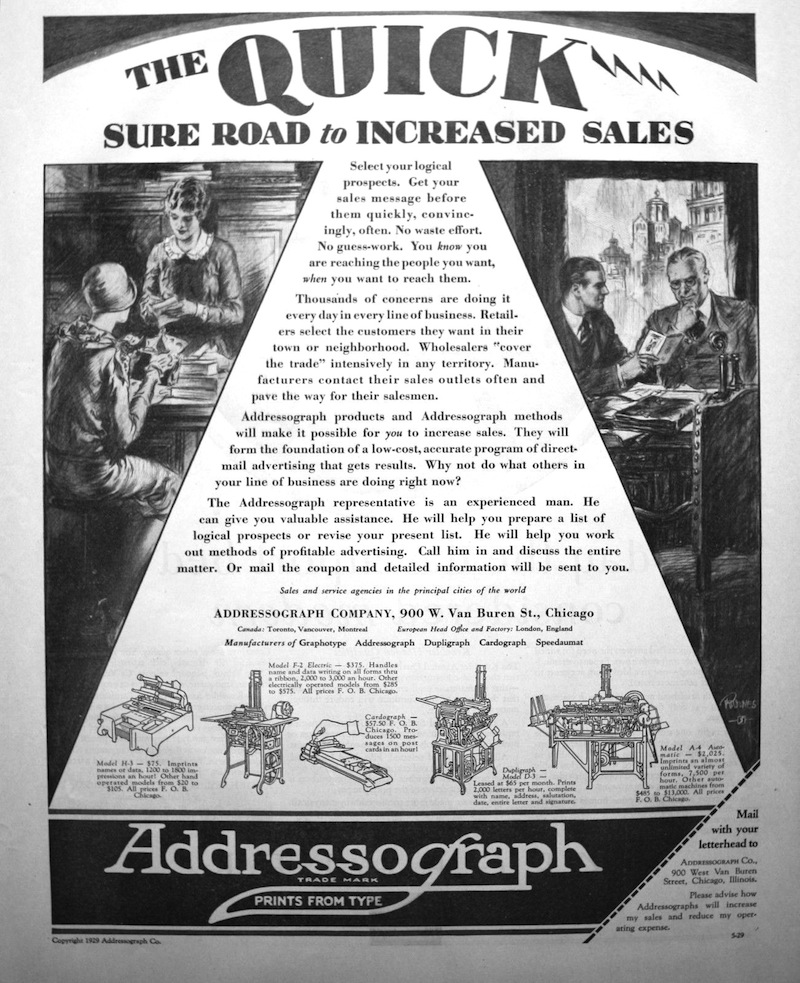 THE QUICK
SURE ROAD to INCREASED SALES
Select your logical
prospects. Get your
sales message before
them quickly, convinc-
ingly, often. No waste effort.
No guess-work. You know you
are reaching the people you want,
when you want to reach them.
Thousands of concerns are doing it
every day in every line of business. Retail-
ers select the customers they want in their
town or neighborhood. Wholesalers "cover
the trade" intensively in any territory. Manu-
facturers contact their sales outlets often and
pave the way for their salesmen.
Addressograph products and Addressograph methods
will make it possible for you to increase sales. They will
form the foundation of a low-cost, accurate program of direct-
mail advertising that gets results. Why not do what others in
your line of business are doing right now?
The Addressograph representative is an experienced man. He
can give you valuable assistance. He will help you prepare a list of
logical prospects or revise your present list. He will help you work
out methods of profitable advertising. Call him in and discuss the entire
matter. Or mail the coupon and detailed information will be sent to you.
Sales and service agencies in the principal cities of the world
ADDRESSOGRAPH COMPANY, 900 W. Van Buren St., Chicago
Canada: Toronto, Vancouver, Montreal European Head Office and Factory: London, England
Manufacturers of Graphotype Addressograph Dupligraph Cardograph Speedaumat
Model H-3 — $75. Imprints
names or data, 1200 to 1800 im-
pressions an hour! Other hand
operated models from $20 to
$105. All prices F. O. B.
Chicago.
Model F-2 Electric — $375. Handles
name and data writing on all forms thru
a ribbon, 2,000 to 3,000 an hour. Other
electrically operated models from $285
to $575. All prices F. O. B. Chicago.
Cardograph —
$57.50 F. O. B.
Chicago. Pro-
duces 1500 mes-
sages on post
cards in an hour!
Dupligraph —
Model D-3 —
Leased at $65 per month. Prints
2,000 letters per hour, complete
with name, address, salutation,
date, entire letter and signature.
Model A-4 Auto-
matic — $2,025.
Imprints an almost
unlimited variety of
forms, 7,500 per
hour. Other auto-
matic machines from
$485 to $13,000. All prices
F. O. B. Chicago.
Addressograph
TRADE MARK
PRINTS FROM TYPE
Mail
with your
letterhead to
ADDRESSOGRAPH CO.,
900 West Van Buren
Street, Chicago, Illinois.
Please advise how
Addressographs will increase
my sales and reduce my oper-
ating expense.
5-29
Copyright 1929 Addressograph Co.